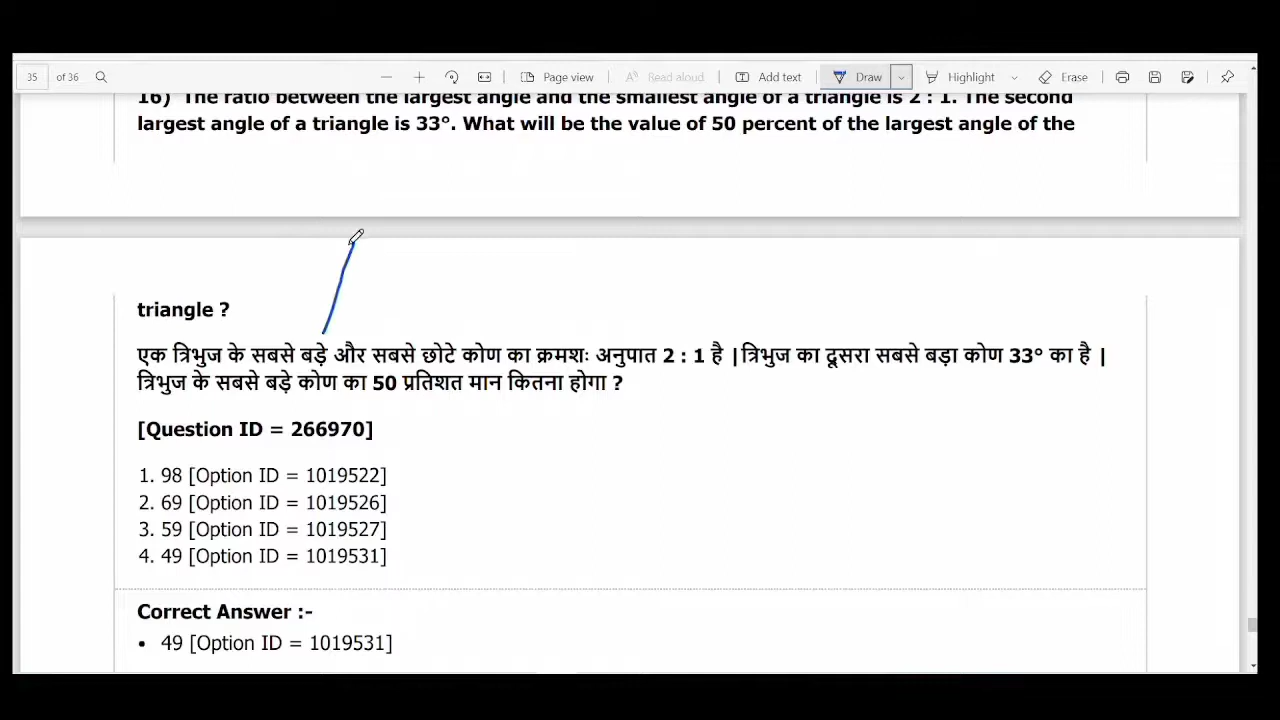 35 of 36 Page view Read aloud Add text Draw Highlight Erase
16) The ratio between the largest angle and the smallest angle of a triangle is 2 : 1. The second
largest angle of a triangle is 33°. What will be the value of 50 percent of the largest angle of the
triangle ?
एक त्रिभुज के सबसे बड़े और सबसे छोटे कोण का क्रमशः अनुपात 2 : 1 है |त्रिभुज का दूसरा सबसे बड़ा कोण 33° का है |
त्रिभुज के सबसे बड़े कोण का 50 प्रतिशत मान कितना होगा ?
[Question ID = 266970]
1. 98 [Option ID = 1019522]
2. 69 [Option ID = 1019526]
3. 59 [Option ID = 1019527]
4. 49 [Option ID = 1019531]
Correct Answer :-
• 49 [Option ID = 1019531]